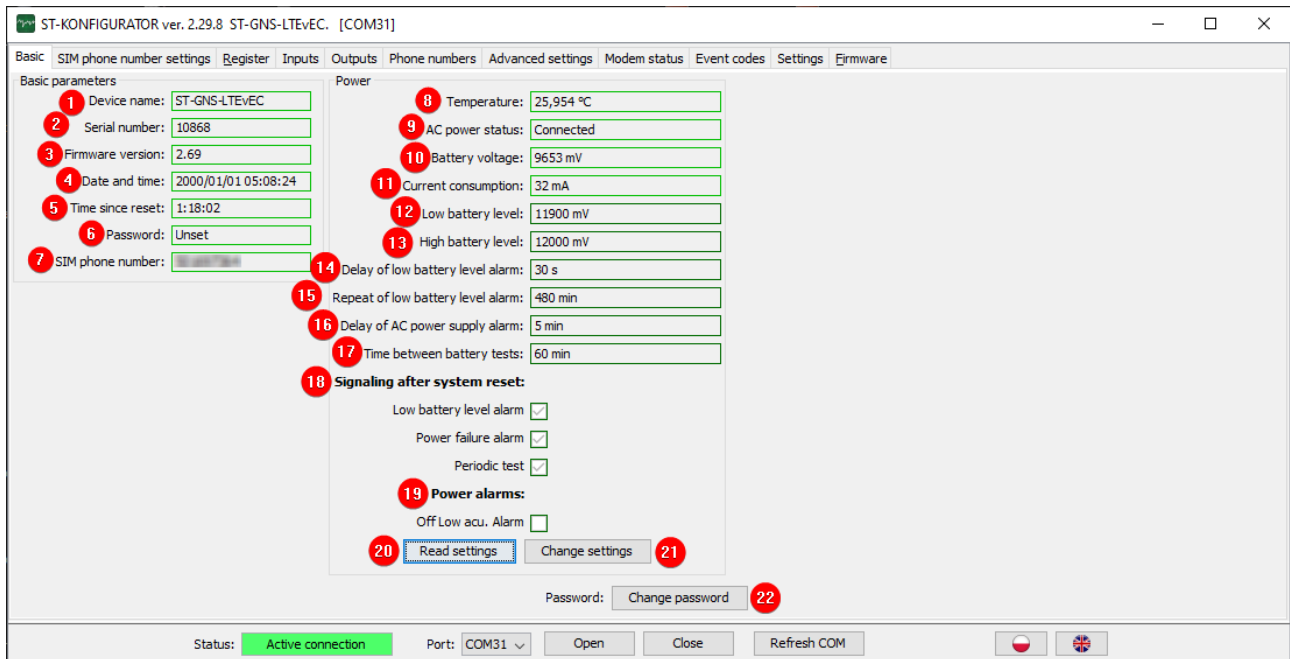 ST-KONFIGURATOR ver. 2.29.8 ST-GNS-LTEvEC. [COM31]
Basic SIM phone number settings Register Inputs Outputs Phone numbers Advanced settings Modem status Event codes Settings Firmware
Basic parameters
1 Device name: ST-GNS-LTEvEC
2 Serial number: 10868
3 Firmware version: 2.69
4 Date and time: 2000/01/01 05:08:24
5 Time since reset: 1:18:02
6 Password: Unset
7 SIM phone number:
Power
8 Temperature: 25,954 ºC
9 AC power status: Connected
10 Battery voltage: 9653 mV
11 Current consumption: 32 mA
12 Low battery level: 11900 mV
13 High battery level: 12000 mV
14 Delay of low battery level alarm: 30 s
15 Repeat of low battery level alarm: 480 min
16 Delay of AC power supply alarm: 5 min
17 Time between battery tests: 60 min
18 Signaling after system reset:
Low battery level alarm
Power failure alarm
Periodic test
19 Power alarms:
Off Low acu. Alarm
20 Read settings Change settings 21
Password: Change password 22
Status: Active connection Port: COM31 Open Close Refresh COM